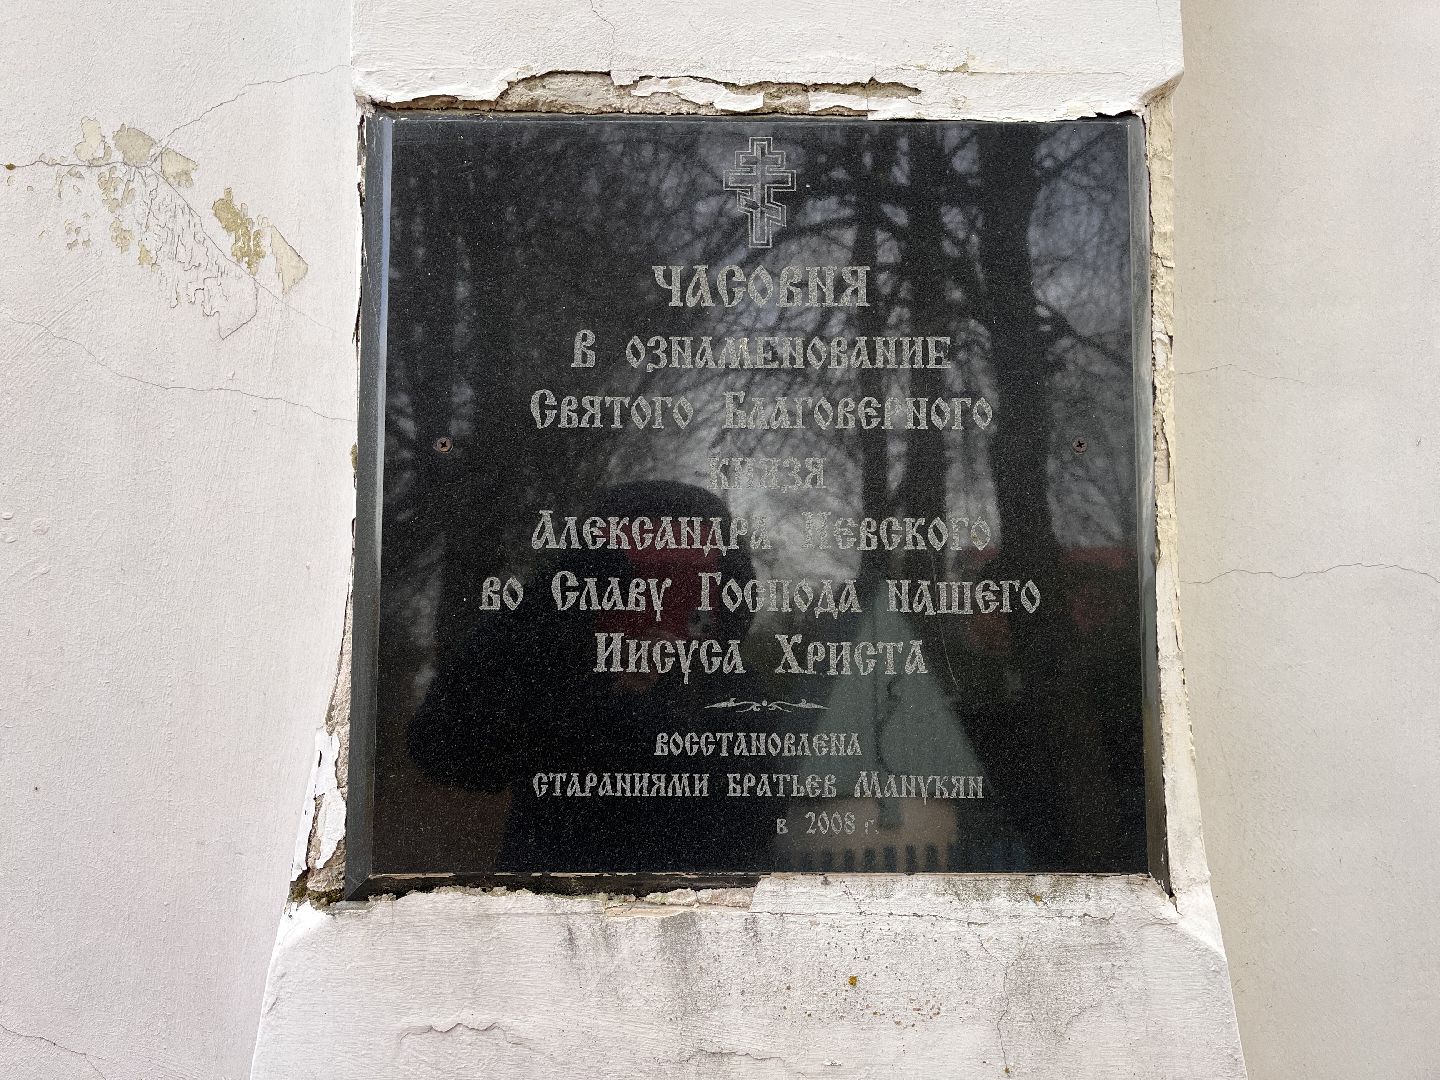 ЧАСОВНЯ
В ОЗНАМЕНОВАНИЕ
СВЯТОГО БЛАГОВЕРНОГО
КНЯЗЯ
АЛЕКСАНДРА НЕВСКОГО
ВО СЛАВУ ГОСПОДА НАШЕГО
ИИСУСА ХРИСТА
ВОССТАНОВЛЕНА
СТАРАНИЯМИ БРАТЬЕВ МАНУКЯН
В 2008 Г.